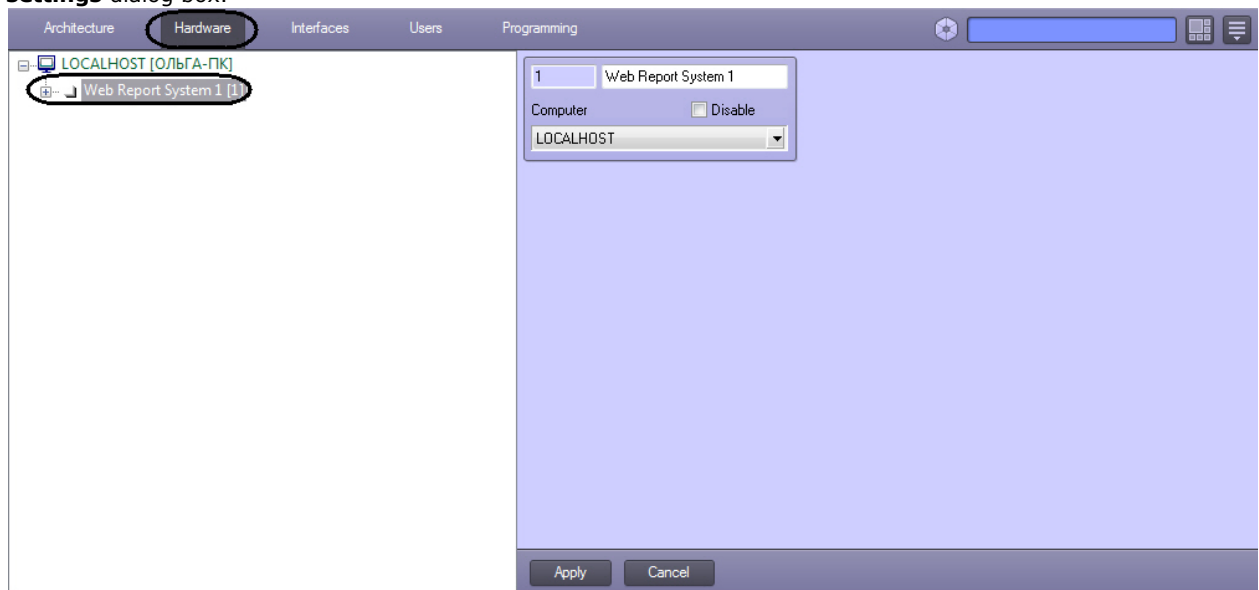 Settings dialog box.
Architecture Hardware Interfaces Users Programming
LOCALHOST [ОЛЬГА-ПК]
Web Report System 1 [1]
1 Web Report System 1
Computer Disable
LOCALHOST
Apply Cancel